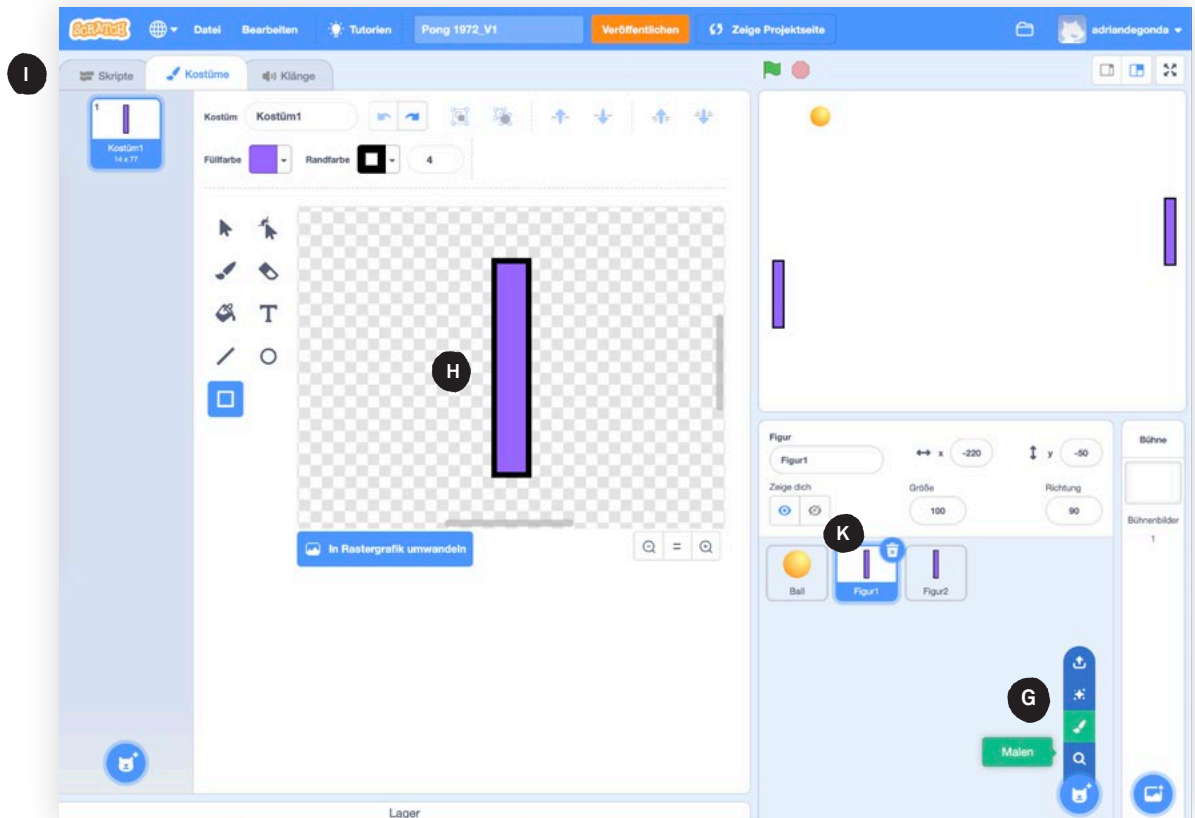 SCRATCH Datei Bearbeiten Tutorien Pong 1972_V1 Veröffentlichen Zeige Projektseite adriandegonda
I
Skripte Kostüme Klänge
1
Kostüm1
14 x 77
Kostüm Kostüm1
Füllfarbe Randfarbe 4
H
In Rastergrafik umwandeln
Figur
Figur1 x -220 y -50
Zeige dich Größe Richtung
100 90
K
Ball Figur1 Figur2
Bühne
Bühnenbilder
1
G
Malen
Lager